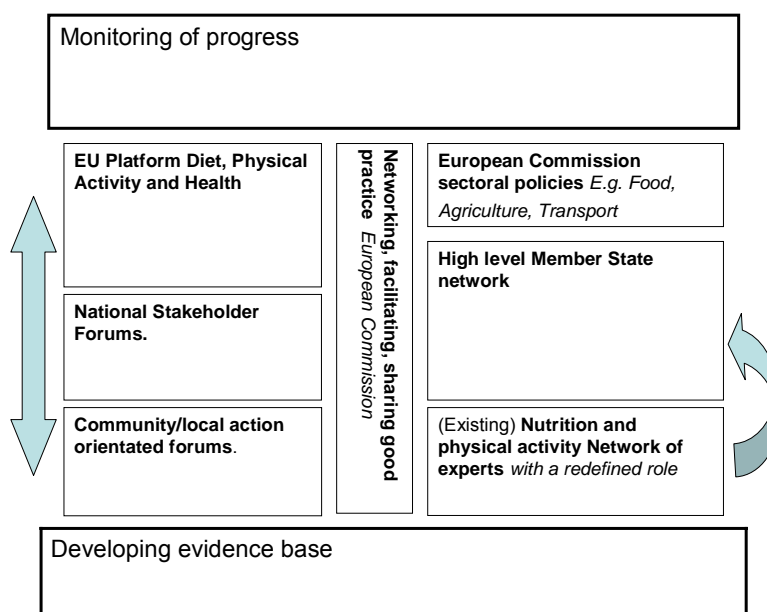 Monitoring of progress
EU Platform Diet, Physical
Activity and Health
National Stakeholder
Forums.
Community/local action
orientated forums.
Networking, facilitating, sharing good
practice European Commission
European Commission
sectoral policies E.g. Food,
Agriculture, Transport
High level Member State
network
(Existing) Nutrition and
physical activity Network of
experts with a redefined role
Developing evidence base